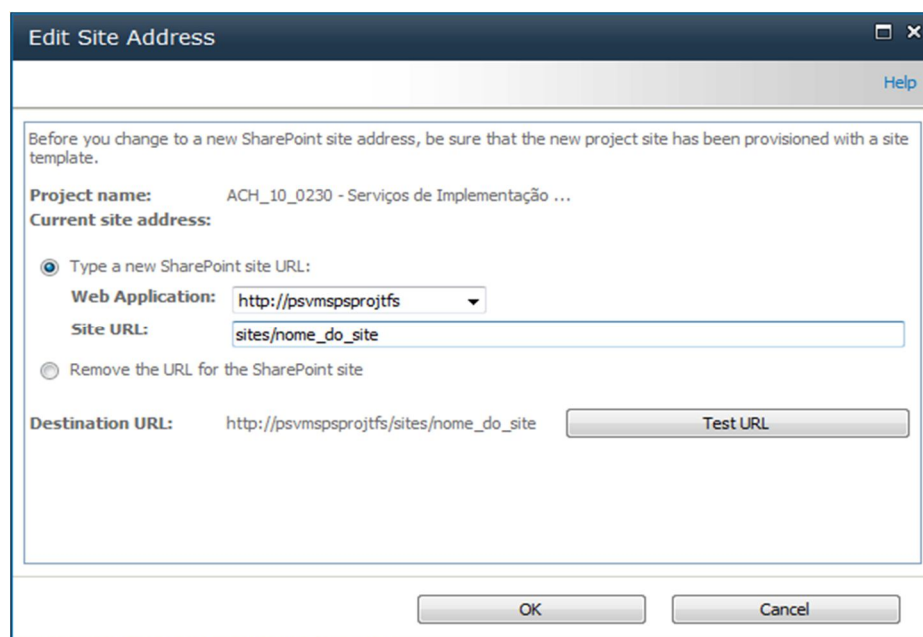 Edit Site Address
Help
Before you change to a new SharePoint site address, be sure that the new project site has been provisioned with a site
template.
Project name: ACH_10_0230 - Serviços de Implementação ...
Current site address:
Type a new SharePoint site URL:
Web Application: http://psvmspsprojtfs
Site URL: sites/nome_do_site
Remove the URL for the SharePoint site
Destination URL: http://psvmspsprojtfs/sites/nome_do_site Test URL
OK Cancel